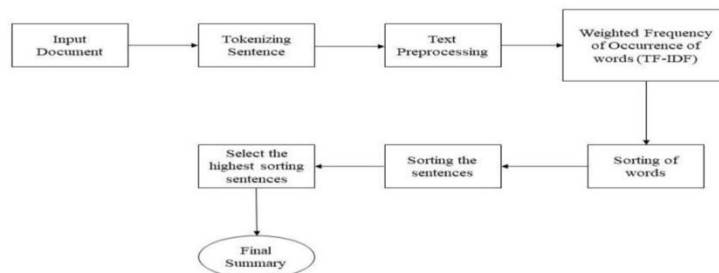 Input
Document
Tokenizing
Sentence
Text
Preprocessing
Weighted Frequency
of Occurrence of
words (TF-IDF)
Sorting of
words
Sorting the
sentences
Select the
highest sorting
sentences
Final
Summary